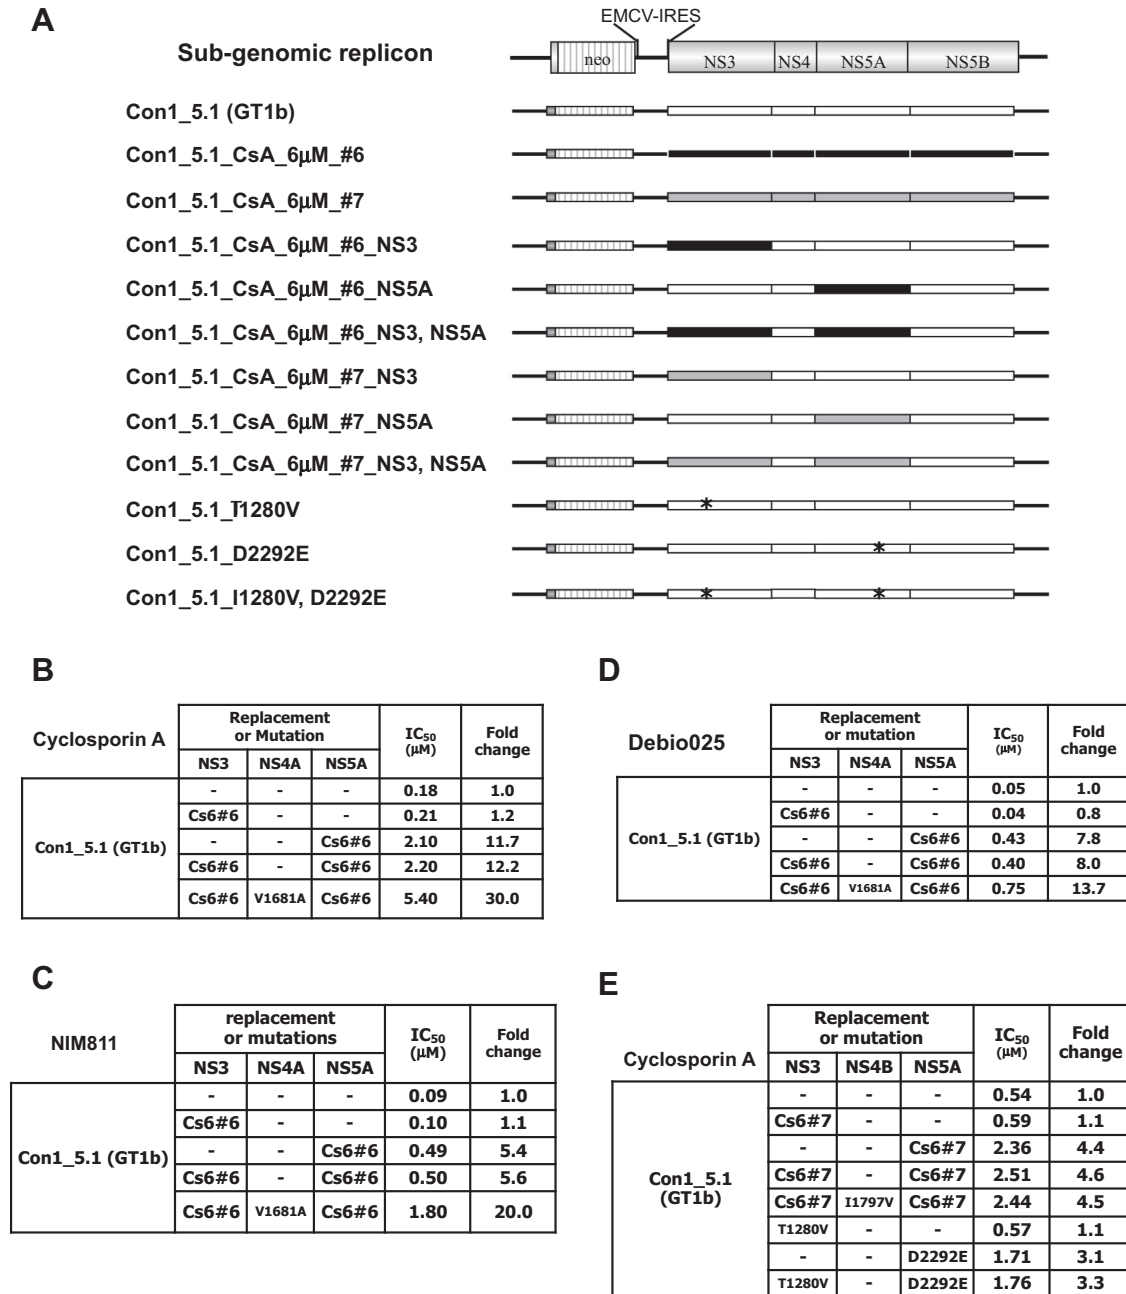 A
EMCV-IRES
Sub-genomic replicon
neo NS3 NS4 NS5A NS5B
Con1_5.1 (GT1b)
Con1_5.1_CsA_6μM_#6
Con1_5.1_CsA_6μM_#7
Con1_5.1_CsA_6μM_#6_NS3
Con1_5.1_CsA_6μM_#6_NS5A
Con1_5.1_CsA_6μM_#6_NS3, NS5A
Con1_5.1_CsA_6μM_#7_NS3
Con1_5.1_CsA_6μM_#7_NS5A
Con1_5.1_CsA_6μM_#7_NS3, NS5A
Con1_5.1_T1280V *
Con1_5.1_D2292E *
Con1_5.1_I1280V, D2292E * *
B
Cyclosporin A
Replacement
or Mutation
IC50
(μM)
Fold
change
NS3 NS4A NS5A
Con1_5.1 (GT1b)
- - - 0.18 1.0
Cs6#6 - - 0.21 1.2
- - Cs6#6 2.10 11.7
Cs6#6 - Cs6#6 2.20 12.2
Cs6#6 V1681A Cs6#6 5.40 30.0
D
Debio025
Replacement
or mutation
IC50
(μM)
Fold
change
NS3 NS4A NS5A
Con1_5.1 (GT1b)
- - - 0.05 1.0
Cs6#6 - - 0.04 0.8
- - Cs6#6 0.43 7.8
Cs6#6 - Cs6#6 0.40 8.0
Cs6#6 V1681A Cs6#6 0.75 13.7
C
NIM811
replacement
or mutations
IC50
(μM)
Fold
change
NS3 NS4A NS5A
Con1_5.1 (GT1b)
- - - 0.09 1.0
Cs6#6 - - 0.10 1.1
- - Cs6#6 0.49 5.4
Cs6#6 - Cs6#6 0.50 5.6
Cs6#6 V1681A Cs6#6 1.80 20.0
E
Cyclosporin A
Replacement
or mutation
IC50
(μM)
Fold
change
NS3 NS4B NS5A
Con1_5.1
(GT1b)
- - - 0.54 1.0
Cs6#7 - - 0.59 1.1
- - Cs6#7 2.36 4.4
Cs6#7 - Cs6#7 2.51 4.6
Cs6#7 I1797V Cs6#7 2.44 4.5
T1280V - - 0.57 1.1
- - D2292E 1.71 3.1
T1280V - D2292E 1.76 3.3